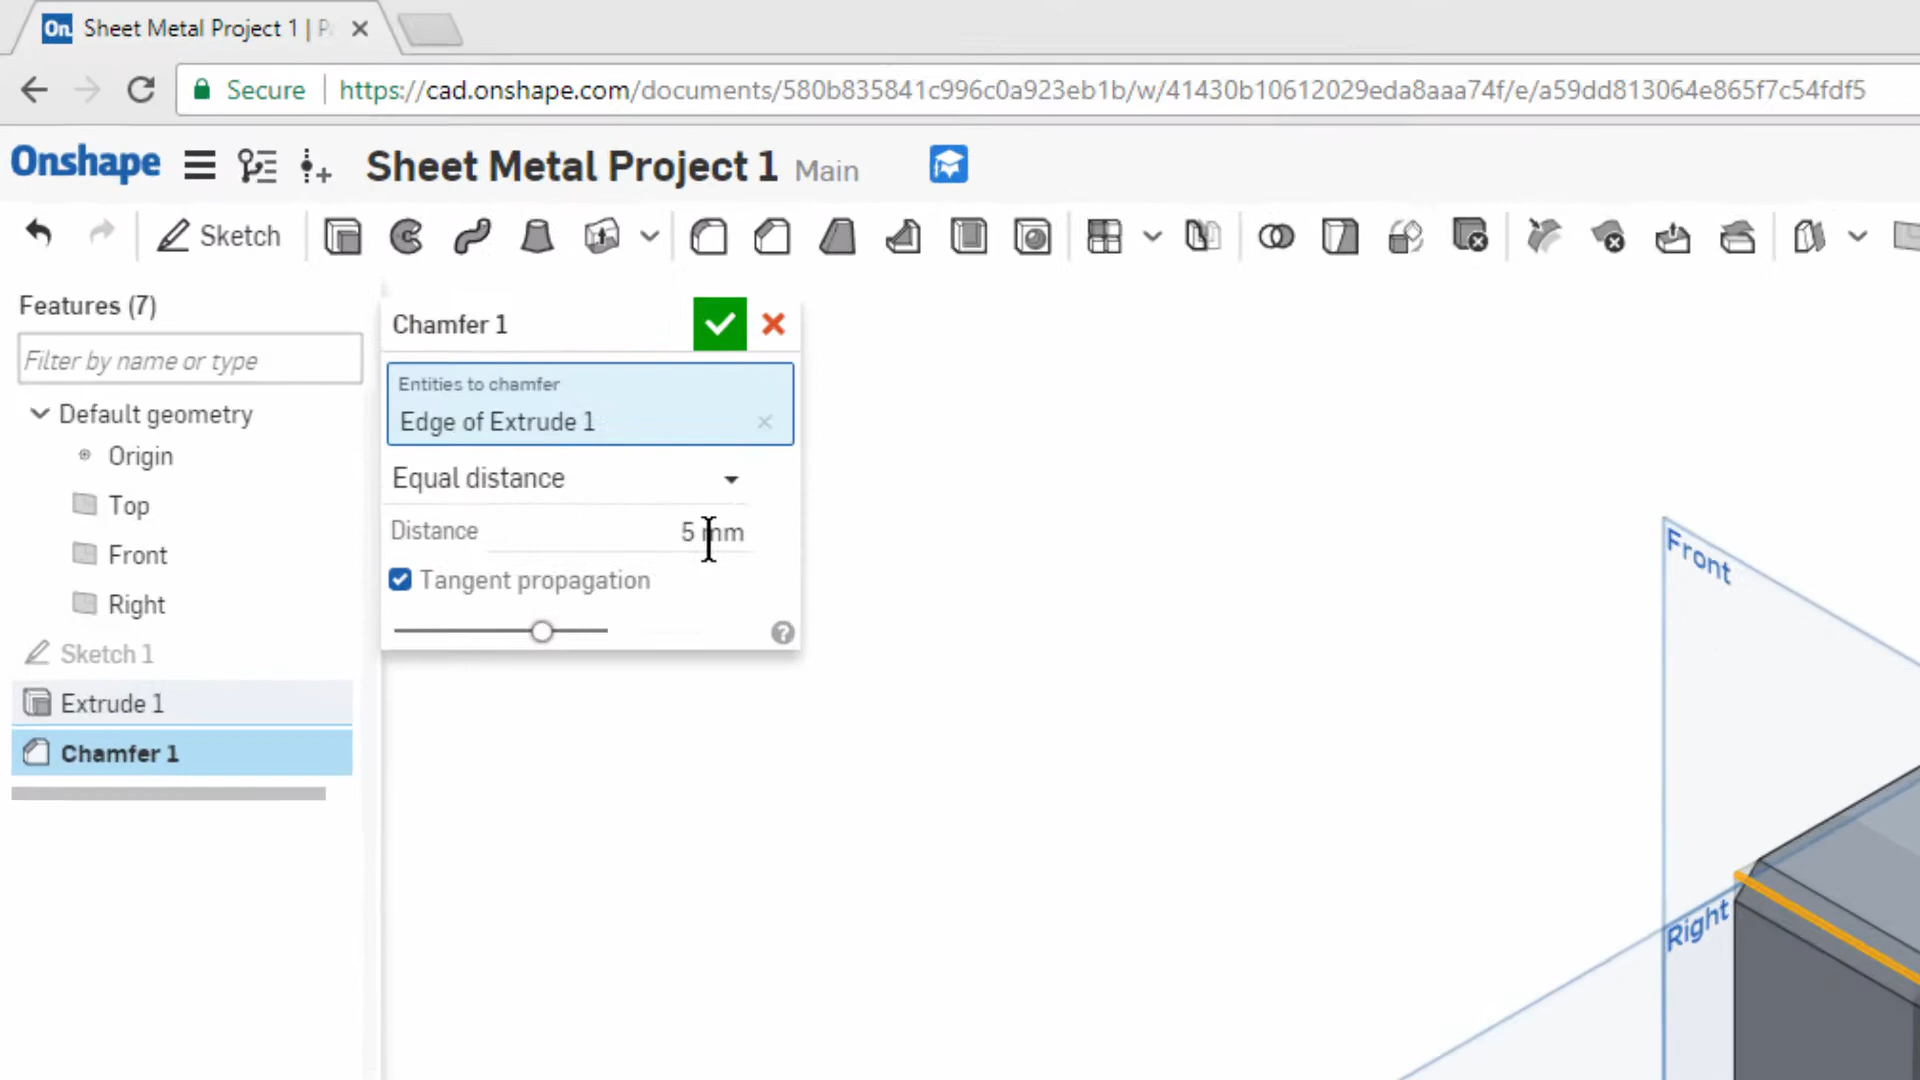 On Sheet Metal Project 1 | P
Secure https://cad.onshape.com/documents/580b835841c996c0a923eb1b/w/41430b10612029eda8aaa74f/e/a59dd813064e865f7c54fdf5
Onshape Sheet Metal Project 1 Main
Sketch
Features (7)
Filter by name or type
Default geometry
Origin
Top
Front
Right
Sketch 1
Extrude 1
Chamfer 1
Chamfer 1
Entities to chamfer
Edge of Extrude 1
Equal distance
Distance 5 mm
Tangent propagation
Front
Right